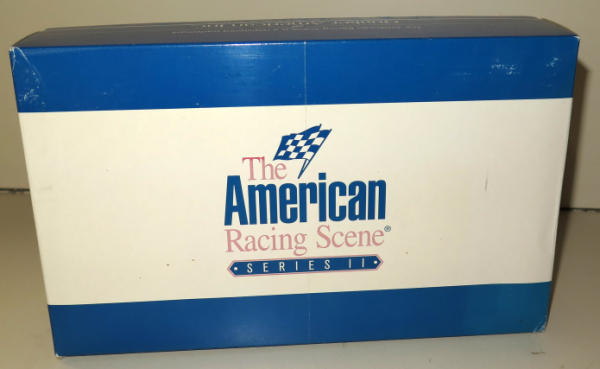 The
American
Racing Scene®
SERIES II